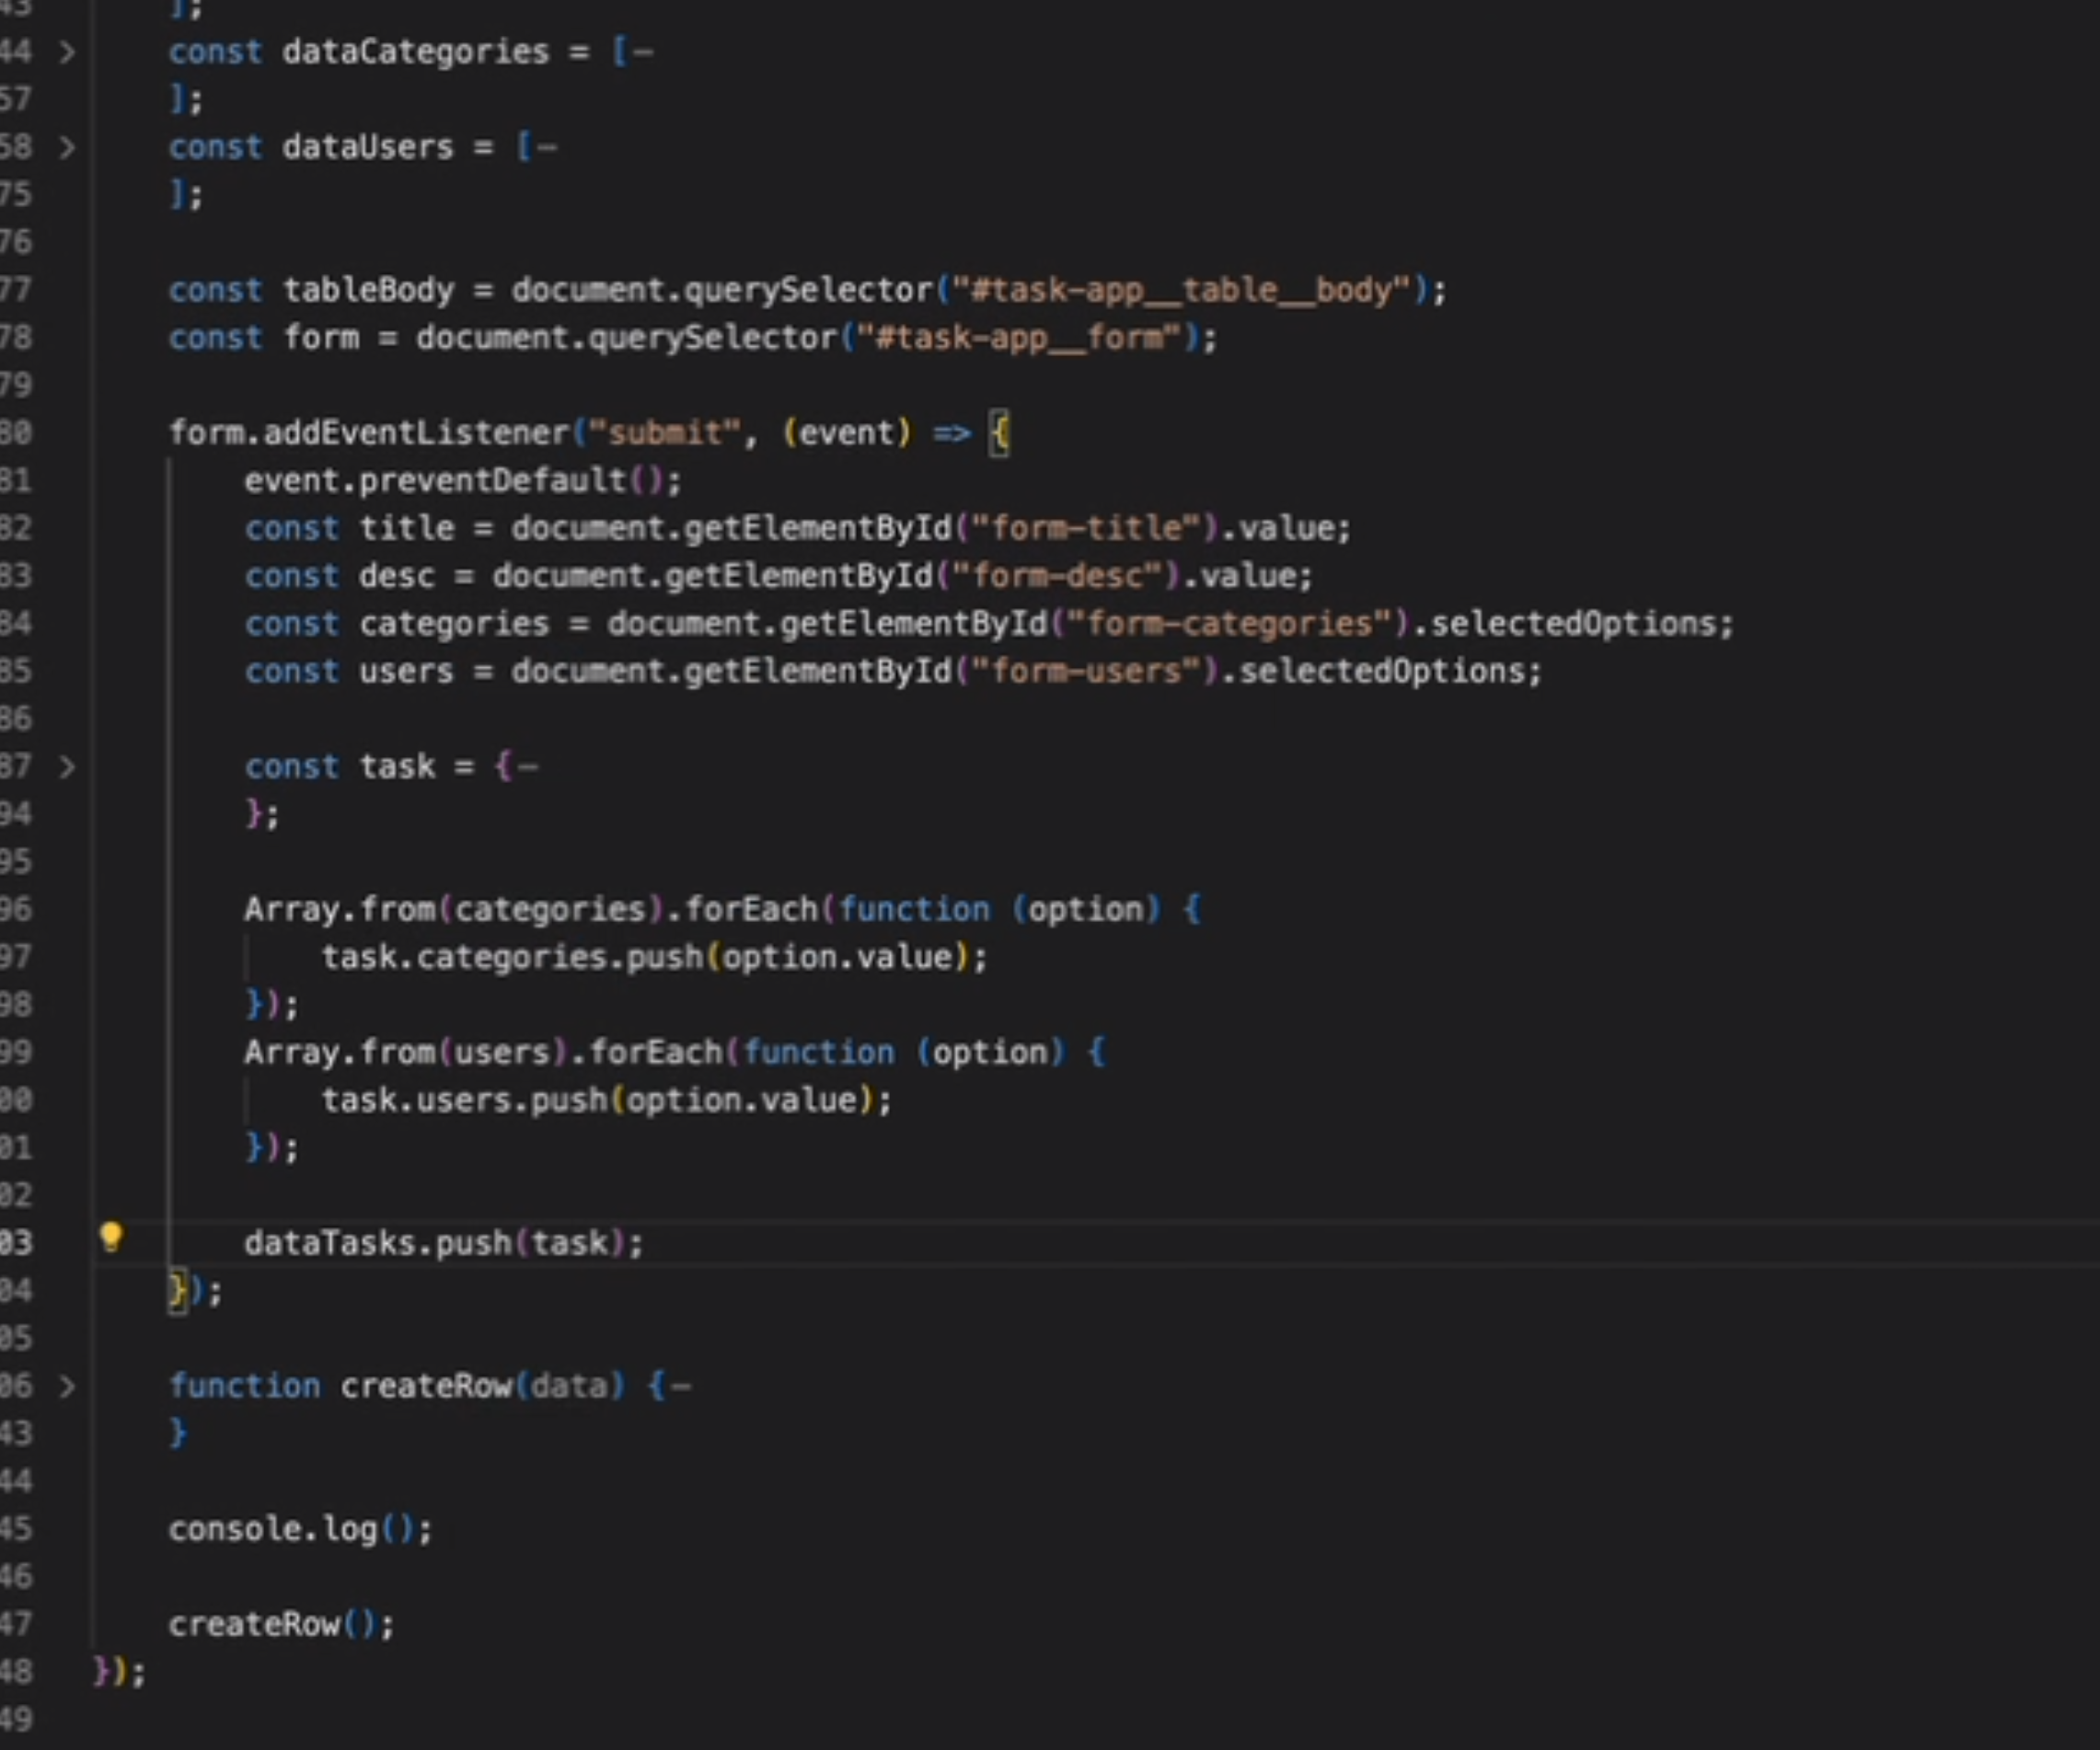 43 ];
44 > const dataCategories = [–
57 ];
58 > const dataUsers = [–
75 ];
76
77 const tableBody = document.querySelector("#task-app__table__body");
78 const form = document.querySelector("#task-app__form");
79
80 form.addEventListener("submit", (event) => {
81 event.preventDefault();
82 const title = document.getElementById("form-title").value;
83 const desc = document.getElementById("form-desc").value;
84 const categories = document.getElementById("form-categories").selectedOptions;
85 const users = document.getElementById("form-users").selectedOptions;
86
87 > const task = {–
94 };
95
96 Array.from(categories).forEach(function (option) {
97 task.categories.push(option.value);
98 });
99 Array.from(users).forEach(function (option) {
00 task.users.push(option.value);
01 });
02
03 dataTasks.push(task);
04 });
05
06 > function createRow(data) {–
43 }
44
45 console.log();
46
47 createRow();
48 });
49